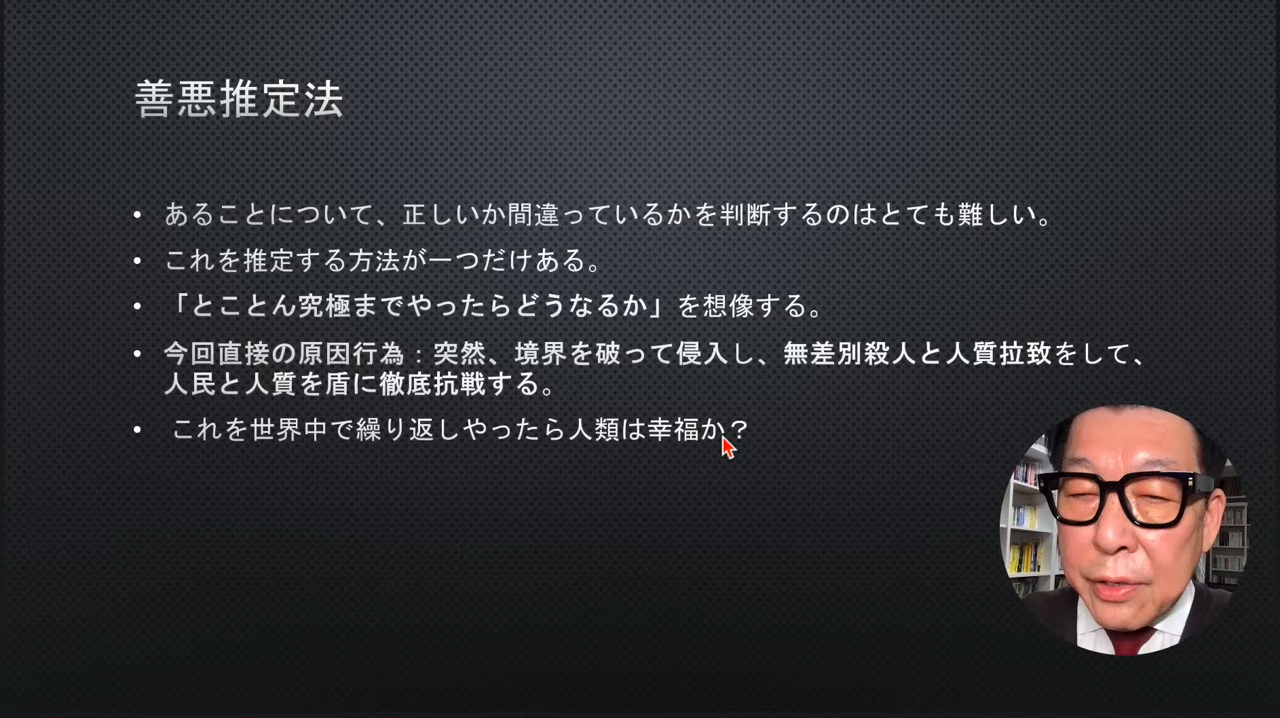 善悪推定法
• あることについて、正しいか間違っているかを判断するのはとても難しい。
• これを推定する方法が一つだけある。
• 「とことん究極までやったらどうなるか」を想像する。
• 今回直接の原因行為：突然、境界を破って侵入し、無差別殺人と人質拉致をして、
人民と人質を盾に徹底抗戦する。
• これを世界中で繰り返しやったら人類は幸福か？